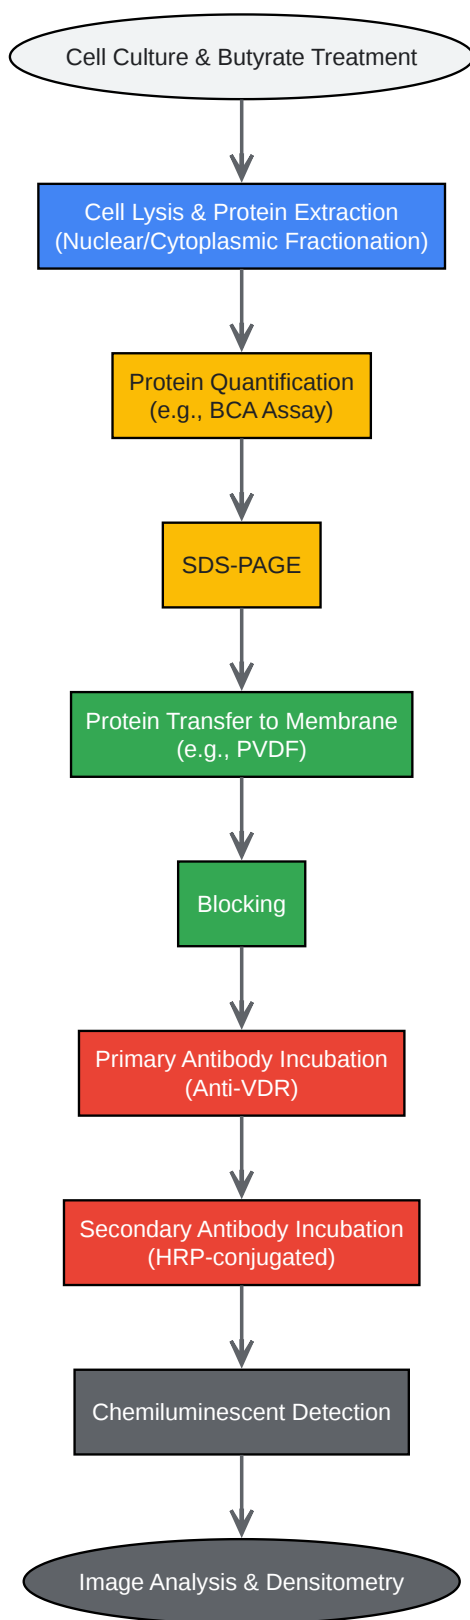 Cell Culture & Butyrate Treatment
Cell Lysis & Protein Extraction
(Nuclear/Cytoplasmic Fractionation)
Protein Quantification
(e.g., BCA Assay)
SDS-PAGE
Protein Transfer to Membrane
(e.g., PVDF)
Blocking
Primary Antibody Incubation
(Anti-VDR)
Secondary Antibody Incubation
(HRP-conjugated)
Chemiluminescent Detection
Image Analysis & Densitometry